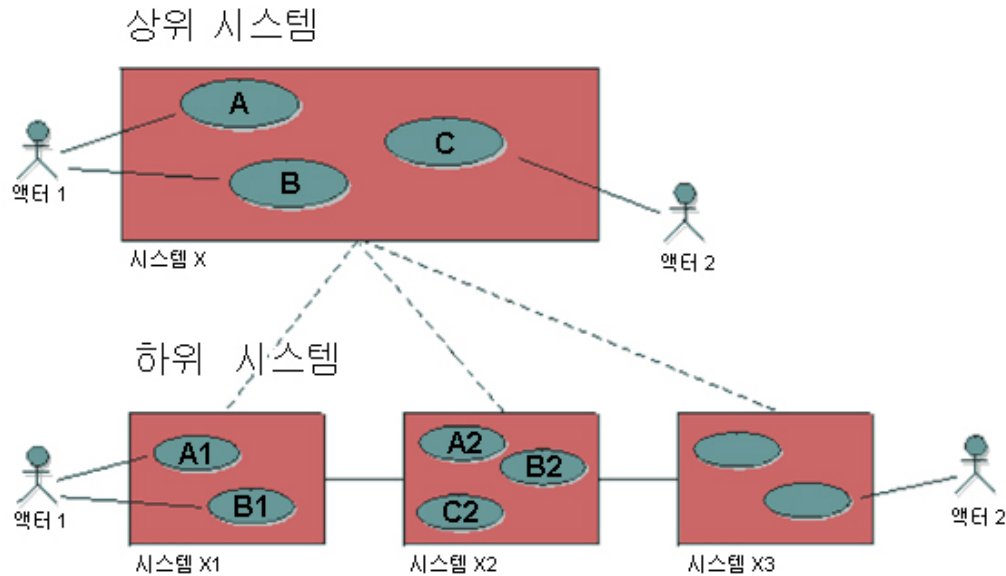 상위 시스템
A
C
B
액터 1
액터 2
시스템 X
하위 시스템
A1
B1
A2
B2
C2
액터 1
액터 2
시스템 X1
시스템 X2
시스템 X3